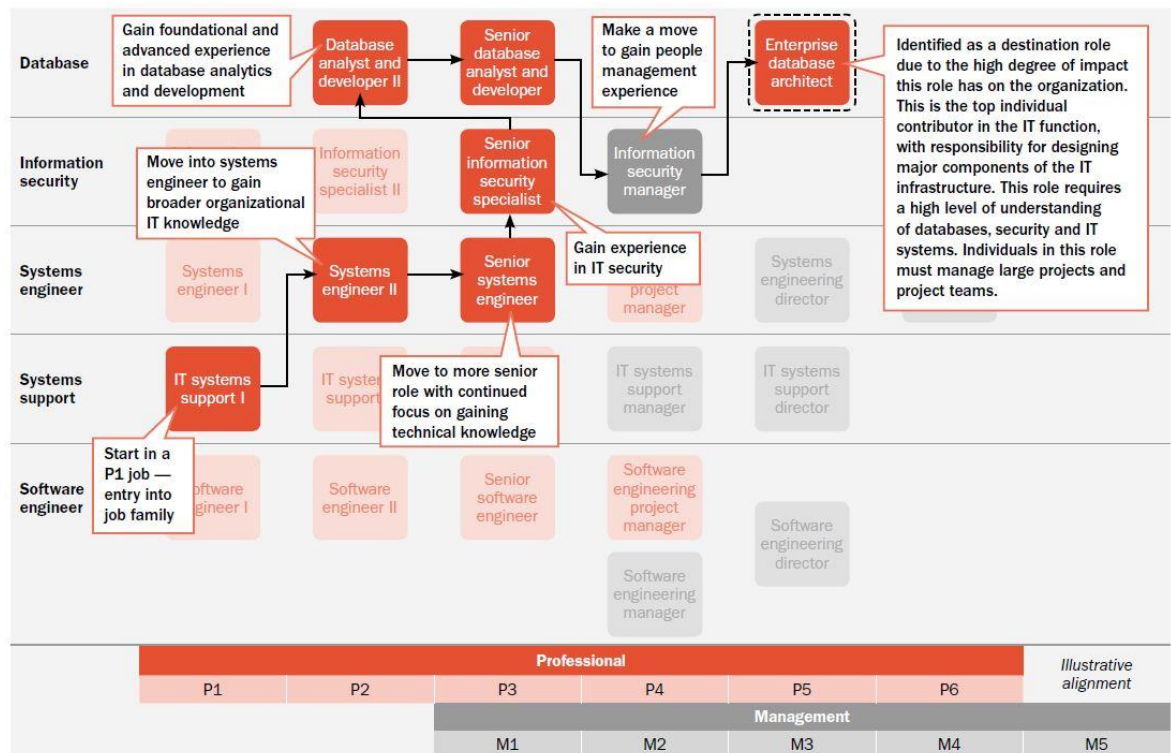 Database
Gain foundational and
advanced experience
in database analytics
and development
Database
analyst and
developer II
Senior
database
analyst and
developer
Make a move
to gain people
management
experience
Enterprise
database
architect
Identified as a destination role
due to the high degree of impact
this role has on the organization.
This is the top individual
contributor in the IT function,
with responsibility for designing
major components of the IT
infrastructure. This role requires
a high level of understanding
of databases, security and IT
systems. Individuals in this role
must manage large projects and
project teams.
Information
security
Move into systems
engineer to gain
broader organizational
IT knowledge
Information
security
specialist II
Senior
information
security
specialist
Information
security
manager
Gain experience
in IT security
Systems
engineer
Systems
engineer I
Systems
engineer II
Senior
systems
engineer
project
manager
Systems
engineering
director
Systems
support
IT systems
support I
IT
support
Move to more senior
role with continued
focus on gaining
technical knowledge
IT systems
support
manager
IT systems
support
director
Start in a
P1 job —
entry into
job family
Software
engineer
Software
engineer I
Software
engineer II
Senior
software
engineer
Software
engineering
project
manager
Software
engineering
manager
Software
engineering
director
Professional
Illustrative
alignment
P1 P2 P3 P4 P5 P6
Management
M1 M2 M3 M4 M5